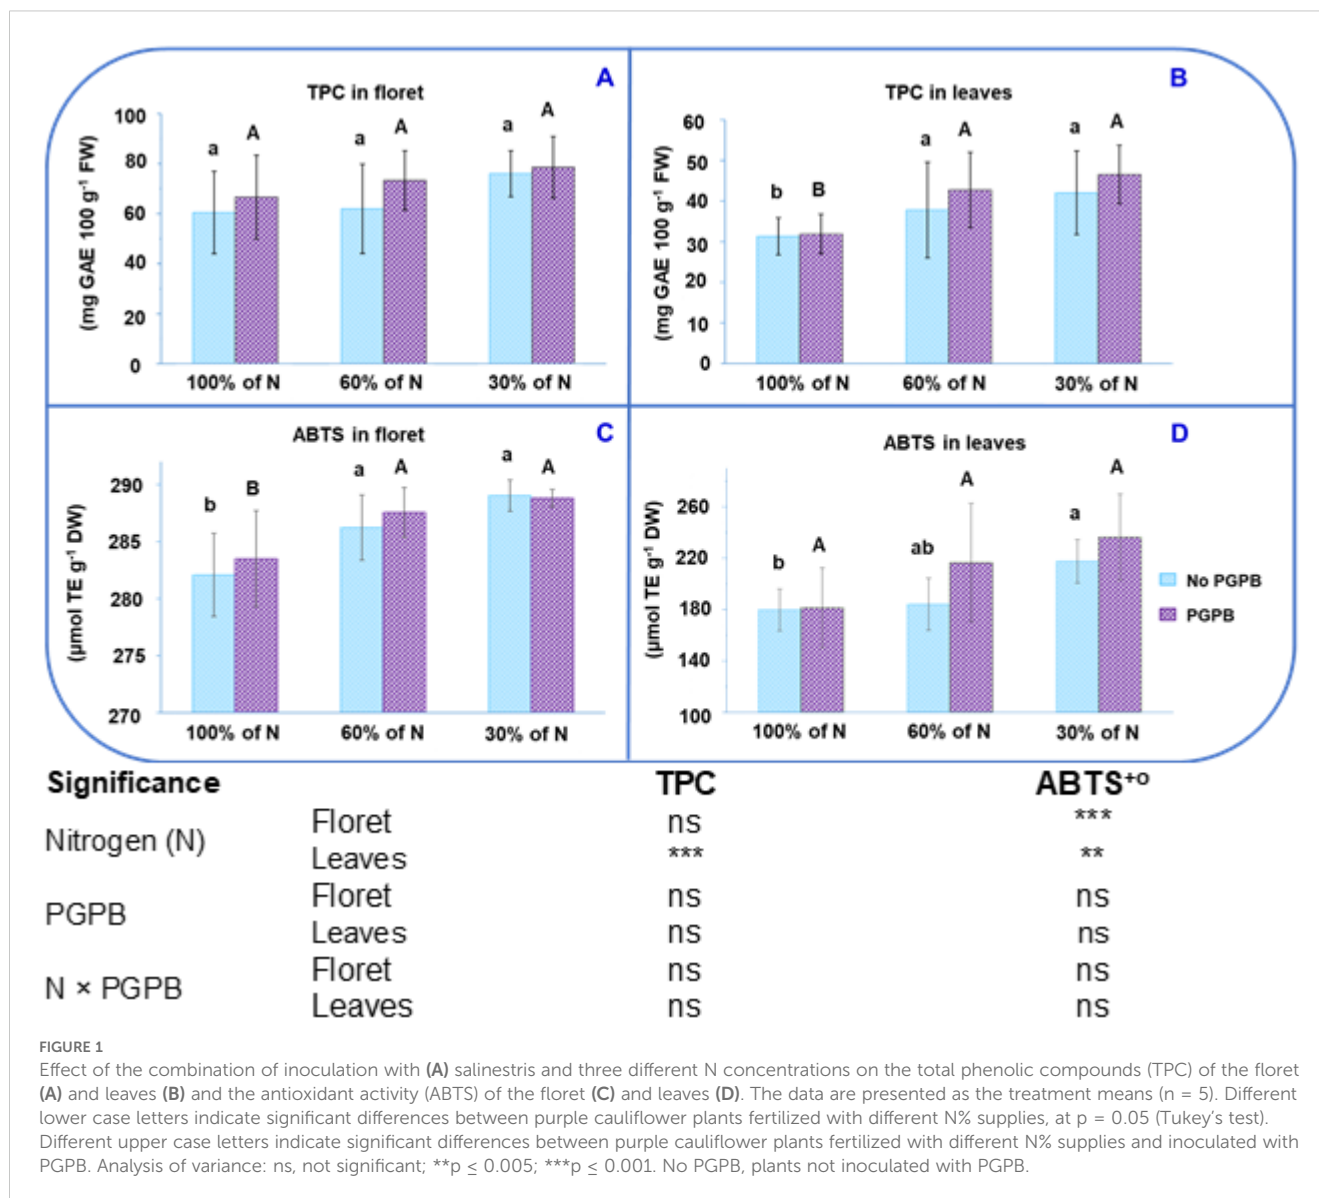 A
TPC in floret
(mg GAE 100 g⁻¹ FW)
100
80
60
40
20
0
a A a A a A
100% of N 60% of N 30% of N
B
TPC in leaves
(mg GAE 100 g⁻¹ FW)
60
50
40
30
20
10
0
b B a A a A
100% of N 60% of N 30% of N
C
ABTS in floret
(µmol TE g⁻¹ DW)
290
285
280
275
270
b B a A a A
100% of N 60% of N 30% of N
D
ABTS in leaves
(µmol TE g⁻¹ DW)
260
220
180
140
100
b A ab A a A
100% of N 60% of N 30% of N
No PGPB
PGPB
Significance TPC ABTS⁺ᵒ
Nitrogen (N) Floret ns ***
Leaves *** **
PGPB Floret ns ns
Leaves ns ns
N × PGPB Floret ns ns
Leaves ns ns
FIGURE 1
Effect of the combination of inoculation with (A) salinestris and three different N concentrations on the total phenolic compounds (TPC) of the floret
(A) and leaves (B) and the antioxidant activity (ABTS) of the floret (C) and leaves (D). The data are presented as the treatment means (n = 5). Different
lower case letters indicate significant differences between purple cauliflower plants fertilized with different N% supplies, at p = 0.05 (Tukey's test).
Different upper case letters indicate significant differences between purple cauliflower plants fertilized with different N% supplies and inoculated with
PGPB. Analysis of variance: ns, not significant; **p ≤ 0.005; ***p ≤ 0.001. No PGPB, plants not inoculated with PGPB.